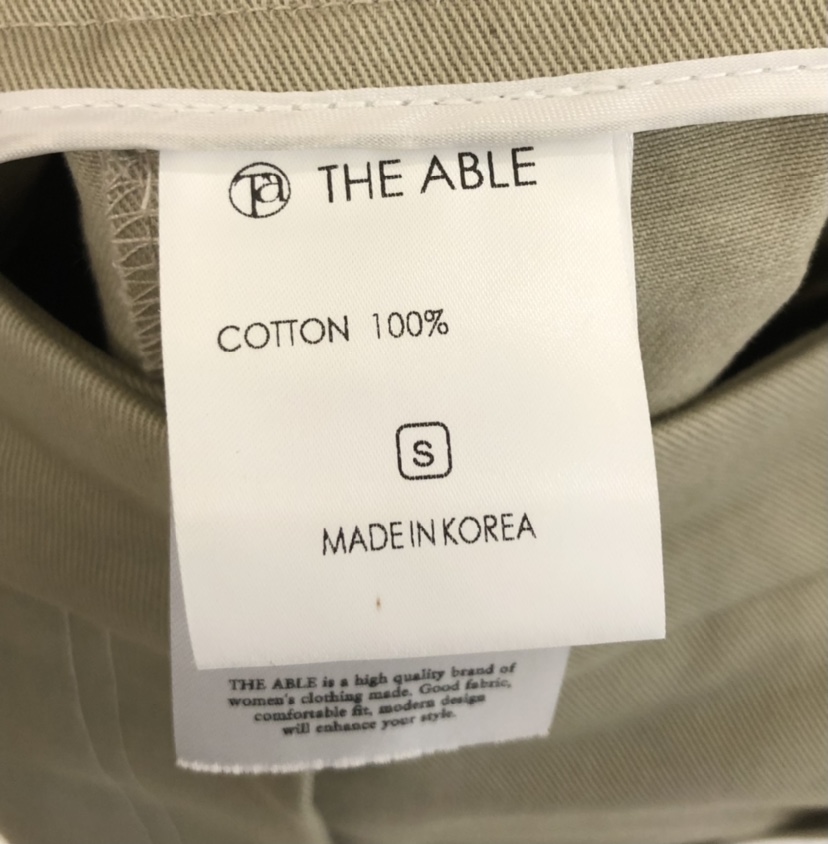 Ta THE ABLE
COTTON 100%
S
MADE IN KOREA
THE ABLE is a high quality brand of
women's clothing made. Good fabric,
comfortable fit, modern design
will enhance your style.